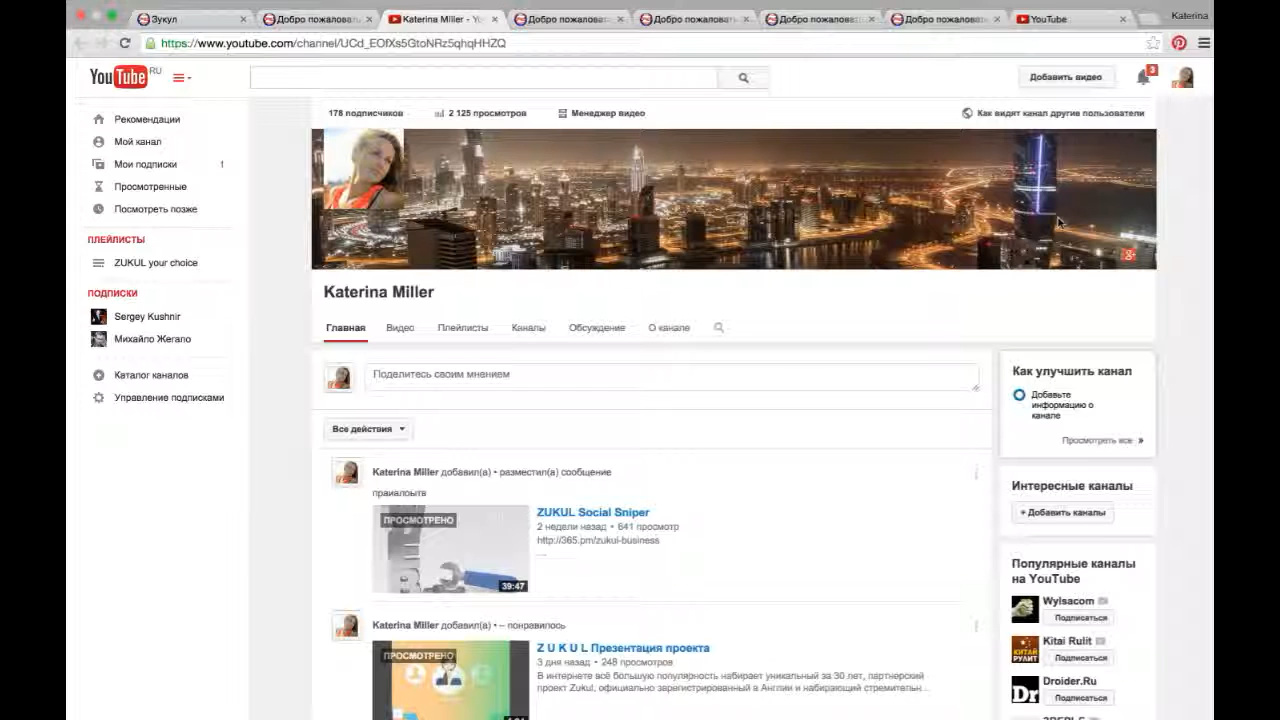 Зукул
Добро пожалова
Katerina Miller - Yo
Добро пожалова
Добро пожалова
Добро пожалова
Добро пожалова
YouTube
Katerina
https://www.youtube.com/channel/UCd_EOfXs5GtoNRz5qhqHHZQ
YouTube RU
Добавить видео
3
178 подписчиков
2 125 просмотров
Менеджер видео
Как видят канал другие пользователи
Рекомендации
Мой канал
Мои подписки 1
Просмотренные
Посмотреть позже
ПЛЕЙЛИСТЫ
ZUKUL your choice
ПОДПИСКИ
Sergey Kushnir
Михайло Жегало
Каталог каналов
Управление подписками
Katerina Miller
Главная
Видео
Плейлисты
Каналы
Обсуждение
О канале
Поделитесь своим мнением
Все действия
Katerina Miller добавил(а) • разместил(а) сообщение
праиалоытв
ПРОСМОТРЕНО
39:47
ZUKUL Social Sniper
2 недели назад • 641 просмотр
http://365.pm/zukul-business
Katerina Miller добавил(а) • – понравилось
ПРОСМОТРЕНО
Z U K U L Презентация проекта
3 дня назад • 248 просмотров
В интернете всё большую популярность набирает уникальный за 30 лет, партнерский
проект Zukul, официально зарегистрированный в Англии и набирающий стремительн...
Как улучшить канал
Добавьте
информацию о
канале
Просмотреть все »
Интересные каналы
+ Добавить каналы
Популярные каналы
на YouTube
Wylsacom
Подписаться
КИТАЙ
РУЛИТ
Kitai Rulit
Подписаться
Dr
Droider.Ru
Подписаться